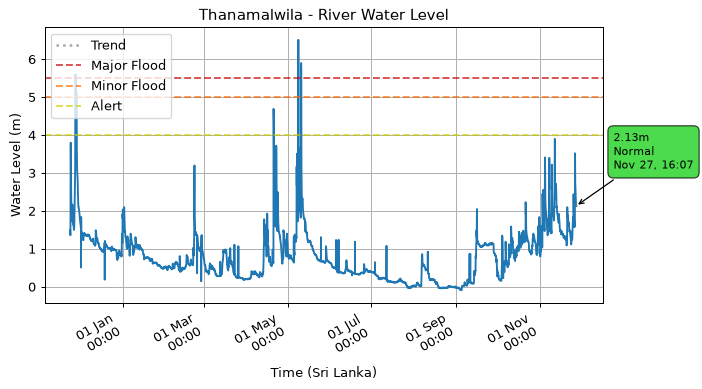 Thanamalwila - River Water Level
Trend
Major Flood
Minor Flood
Alert
Water Level (m)
6
5
4
3
2
1
0
2.13m
Normal
Nov 27, 16:07
01 Jan
00:00
01 Mar
00:00
01 May
00:00
01 Jul
00:00
01 Sep
00:00
01 Nov
00:00
Time (Sri Lanka)